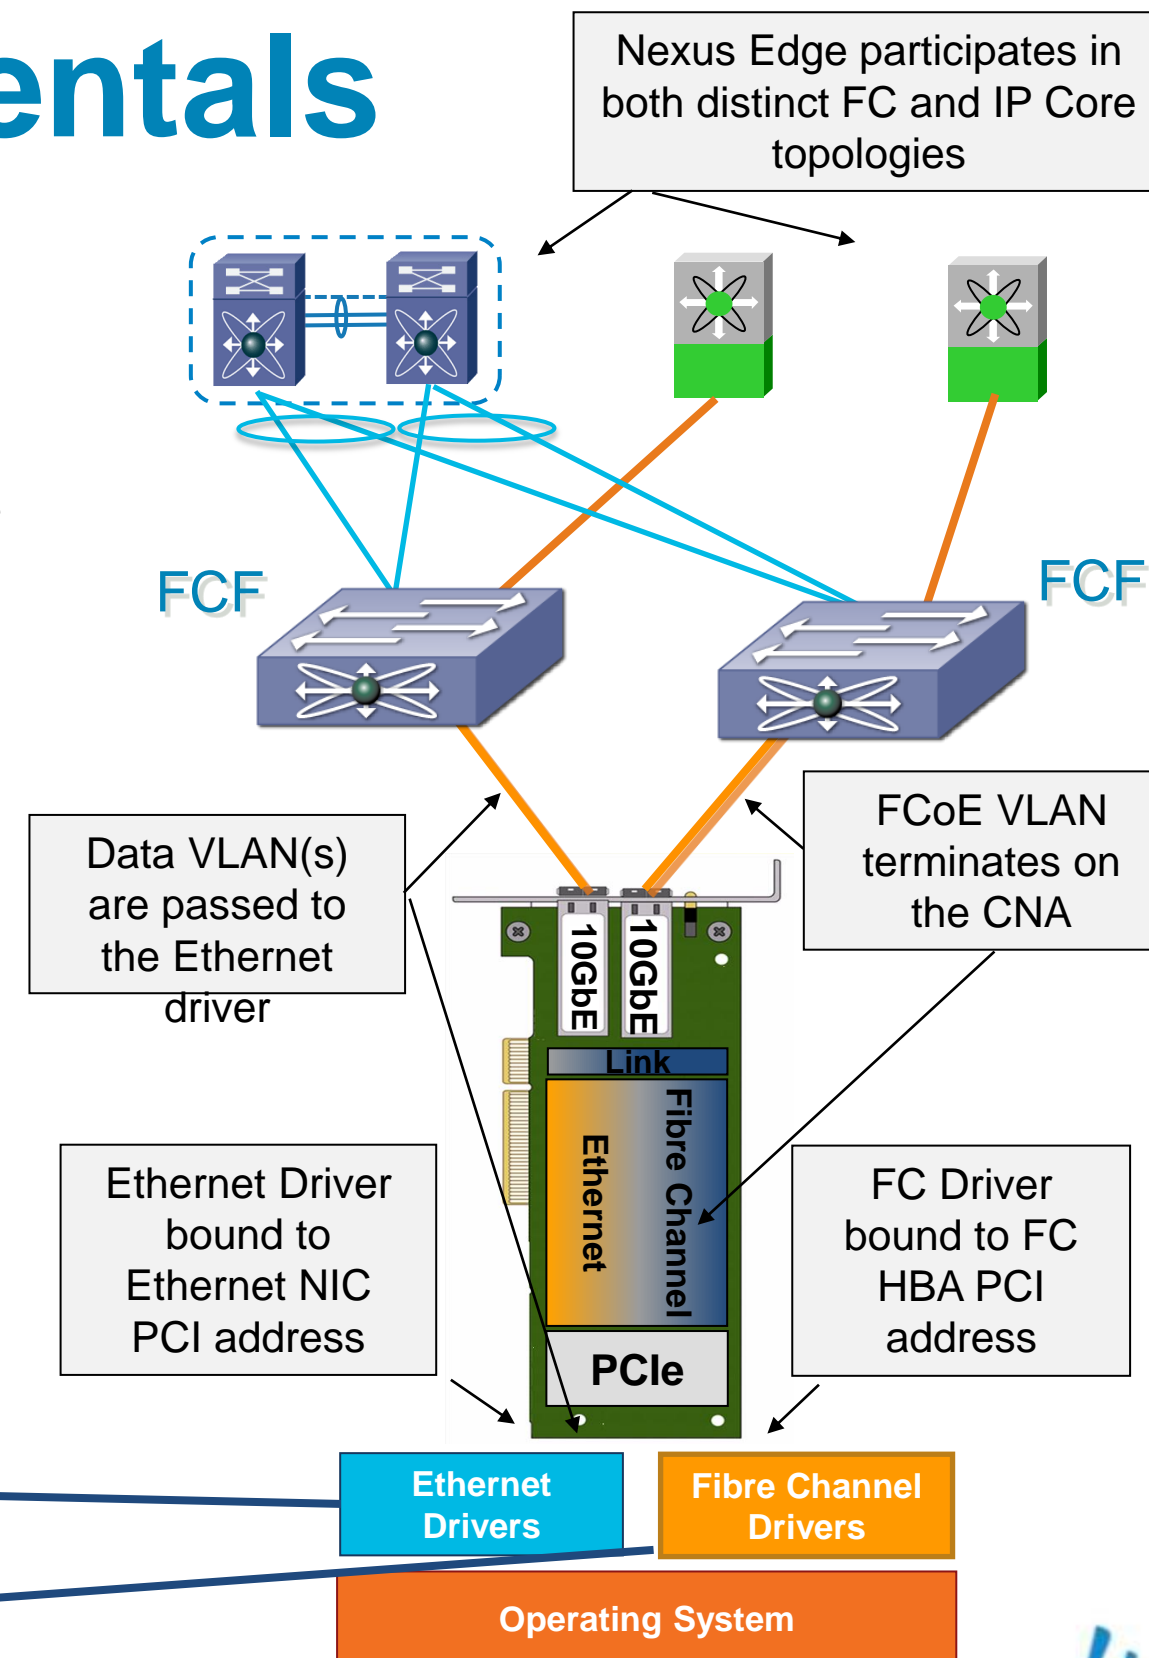 entals
Nexus Edge participates in
both distinct FC and IP Core
topologies
FCF
FCF
Data VLAN(s)
are passed to
the Ethernet
driver
FCoE VLAN
terminates on
the CNA
10GbE
10GbE
Link
Ethernet
Fibre Channel
PCIe
Ethernet Driver
bound to
Ethernet NIC
PCI address
FC Driver
bound to FC
HBA PCI
address
Ethernet
Drivers
Fibre Channel
Drivers
Operating System